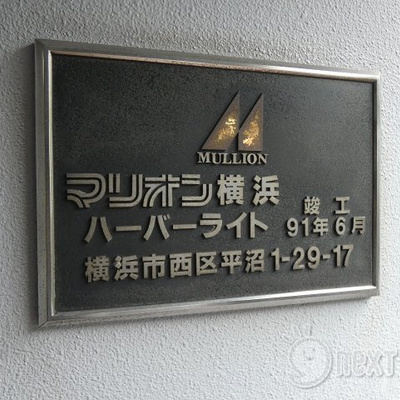 MULLION
マリオン横浜
ハーバーライト 竣工 91年6月
横浜市西区平沼1-29-17
next